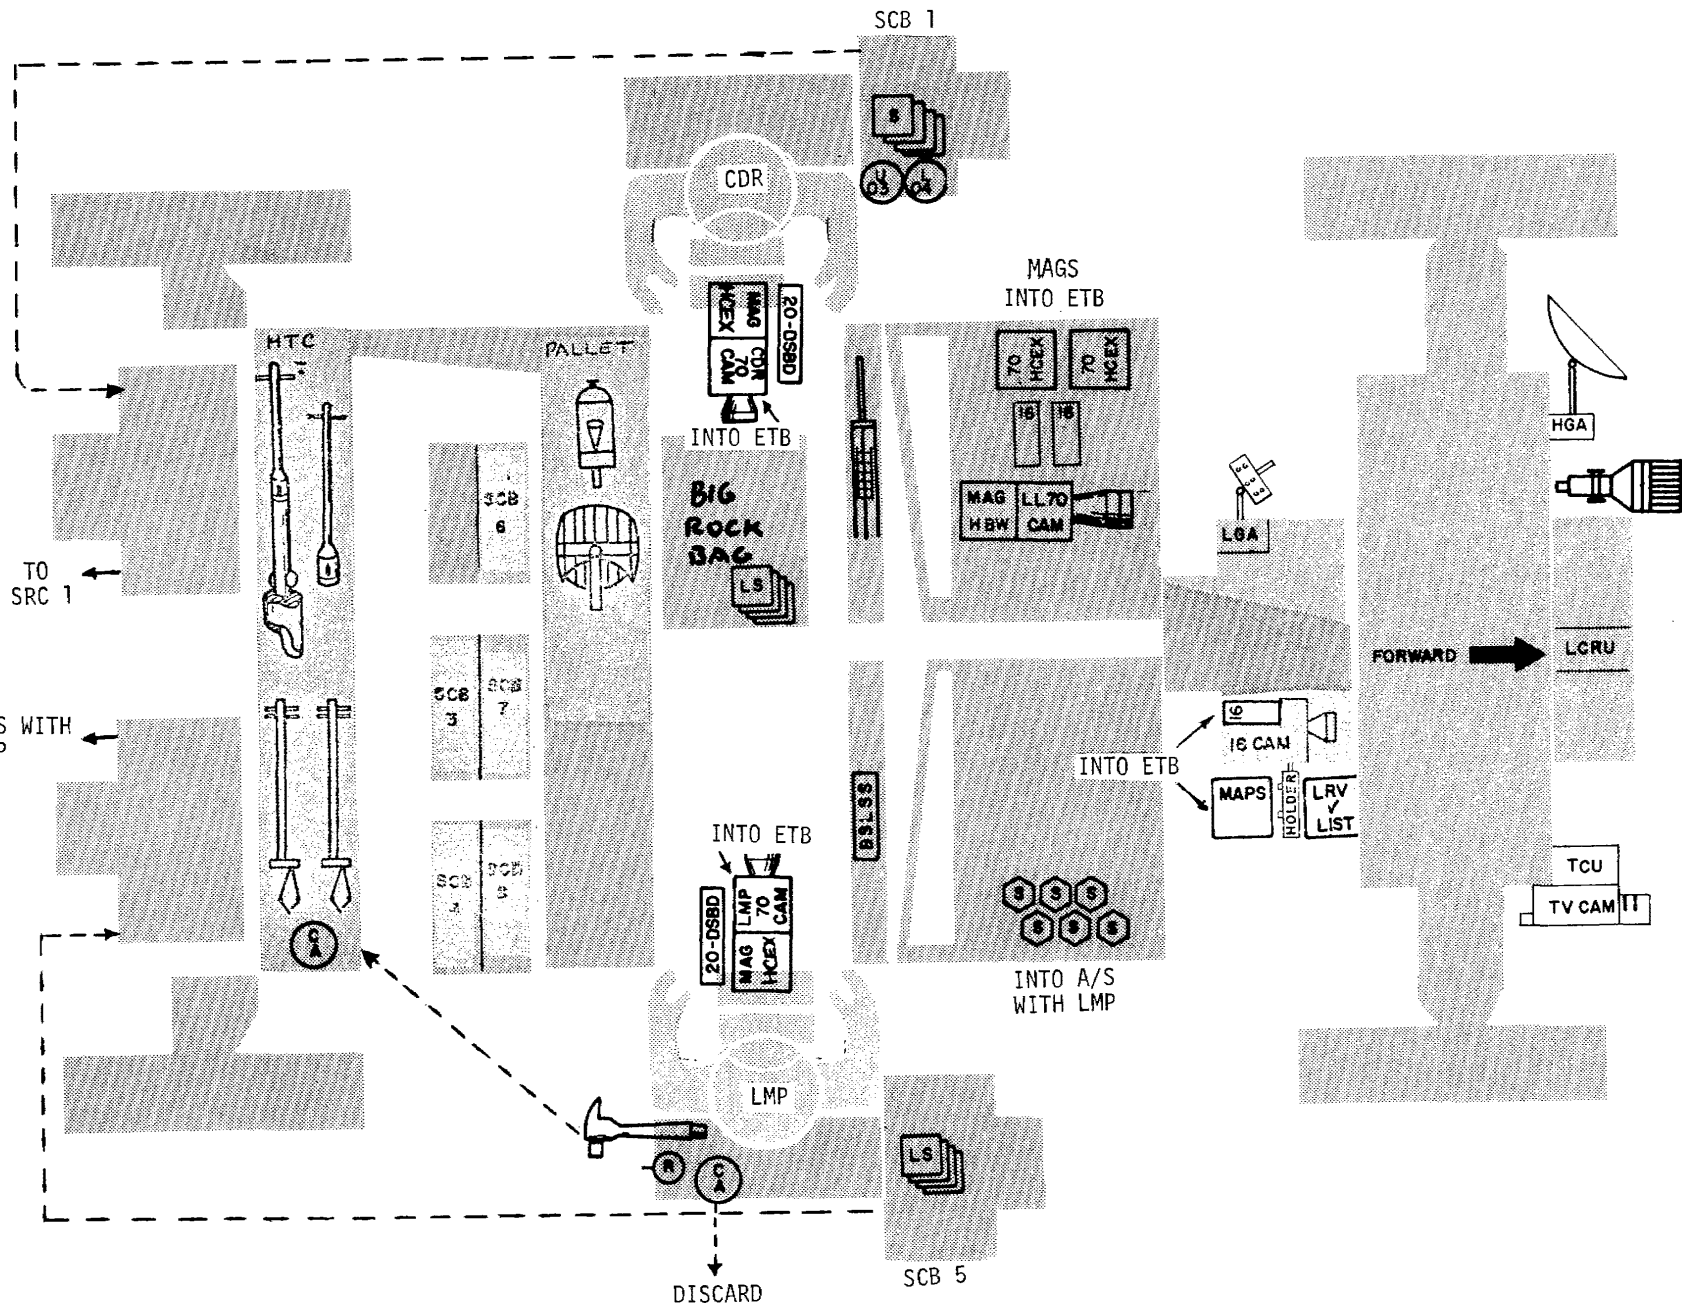 SCB 1
S
U
03
L
04
CDR
MAG
HCEX
CDR
70
CAM
20-DSBD
INTO ETB
MAGS
INTO ETB
70
HCEX
70
HCEX
16
16
MAG
HBW
LL70
CAM
HTC
PALLET
SCB
6
BIG
ROCK
BAG
LS
HGA
LGA
TO
SRC 1
FORWARD
LCRU
SCB
3
SCB
7
S WITH
16
16 CAM
INTO ETB
MAPS
HOLDER
LRV
✓
LIST
DSLSS
INTO ETB
20-DSBD
LMP
70
CAM
MAG
HCEX
SCB
SCB
TCU
TV CAM
S
S
S
S
S
S
INTO A/S
WITH LMP
C
A
LMP
R
C
A
LS
SCB 5
DISCARD